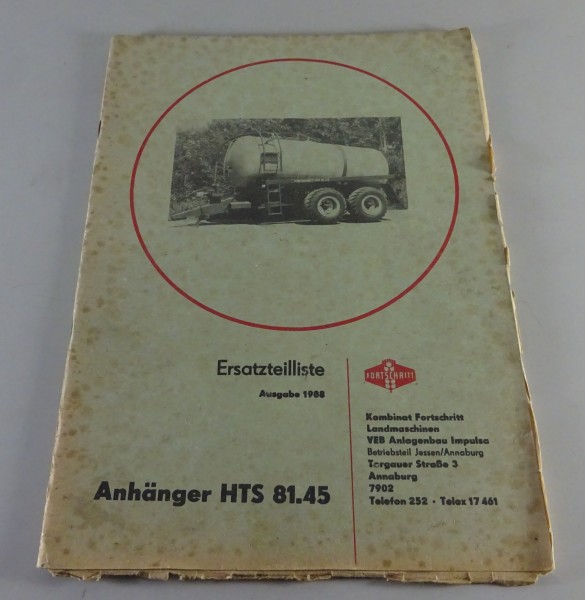 Ersatzteilliste
Ausgabe 1988
Anhänger HTS 81.45
FORTSCHRITT
Kombinat Fortschritt
Landmaschinen
VEB Anlagenbau Impulsa
Betriebsteil Jessen/Annaburg
Torgauer Straße 3
Annaburg
7902
Telefon 252 · Telex 17 461